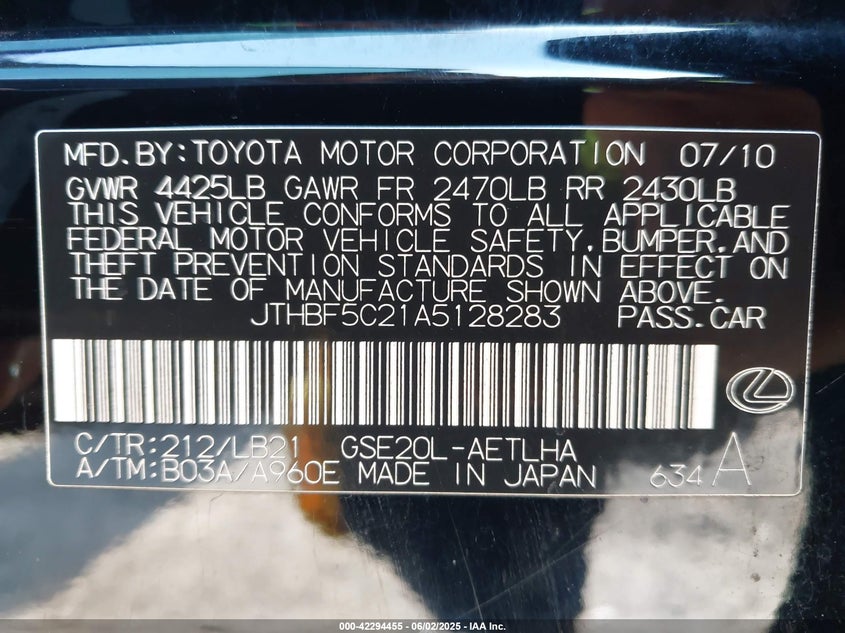 MFD.BY:TOYOTA MOTOR CORPORATION 07/10
GVWR 4425LB GAWR FR 2470LB RR 2430LB
THIS VEHICLE CONFORMS TO ALL APPLICABLE
FEDERAL MOTOR VEHICLE SAFETY,BUMPER,AND
THEFT PREVENTION STANDARDS IN EFFECT ON
THE DATE OF MANUFACTURE SHOWN ABOVE.
JTHBF5C21A5128283 PASS.CAR
C/TR:212/LB21 GSE20L-AETLHA
A/TM:B03A/A960E MADE IN JAPAN 634 A
000-42294455 - 06/02/2025 - IAA Inc.